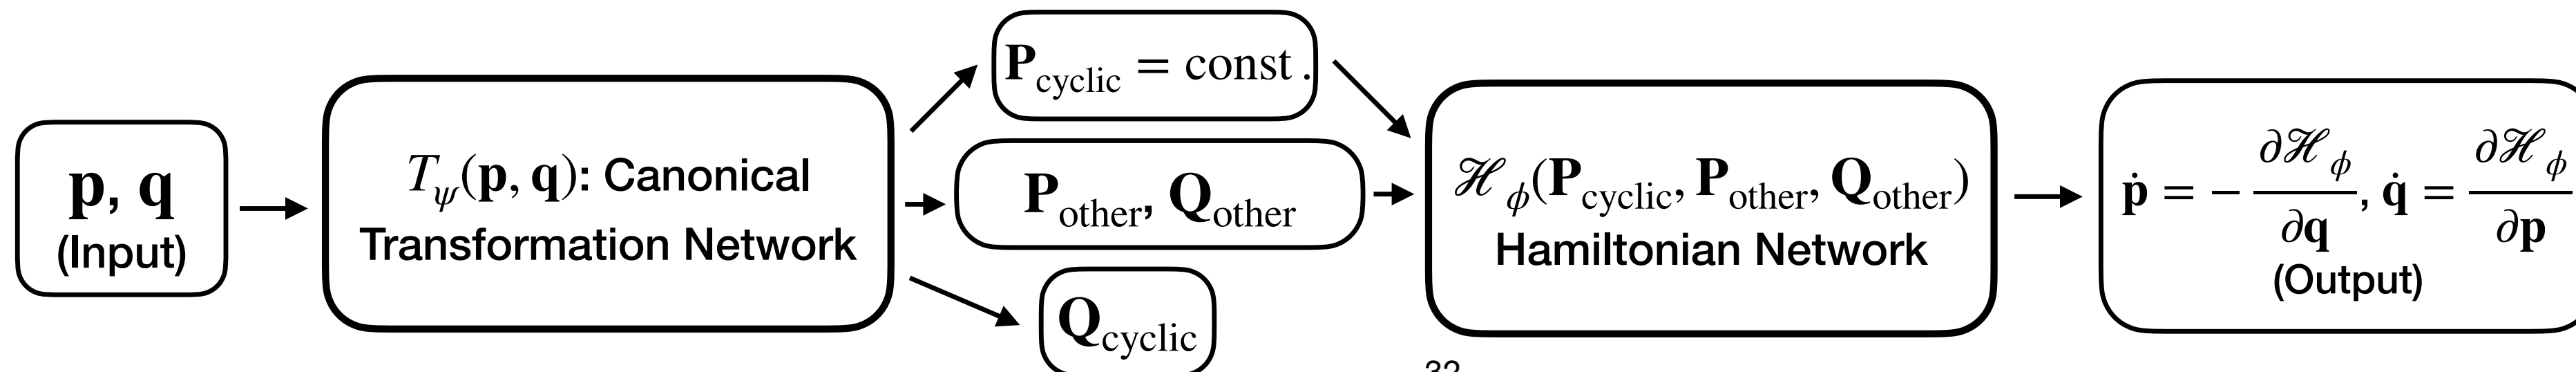 p, q
(Input)
T_ψ(p, q): Canonical
Transformation Network
P_cyclic = const .
P_other, Q_other
Q_cyclic
ℋ_ϕ(P_cyclic, P_other, Q_other)
Hamiltonian Network
ṗ = − ∂ℋ_ϕ/∂q, q̇ = ∂ℋ_ϕ/∂p
(Output)
32